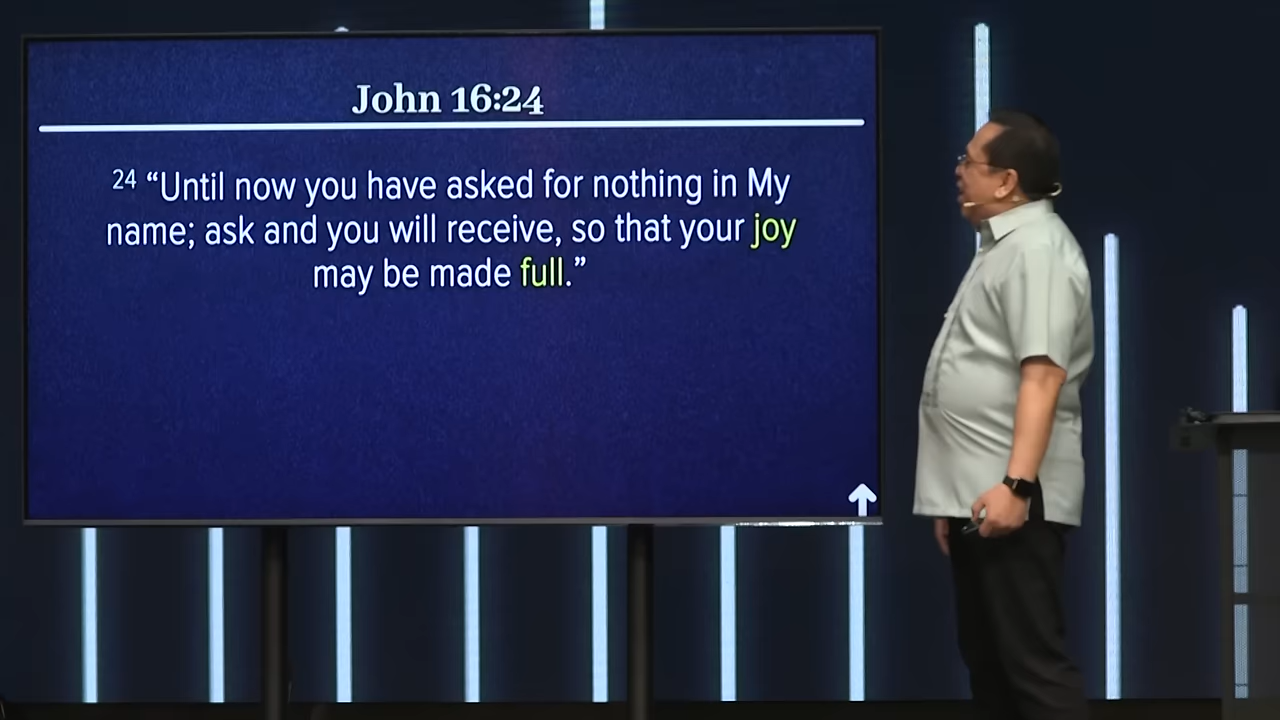 John 16:24
24 “Until now you have asked for nothing in My
name; ask and you will receive, so that your joy
may be made full.”